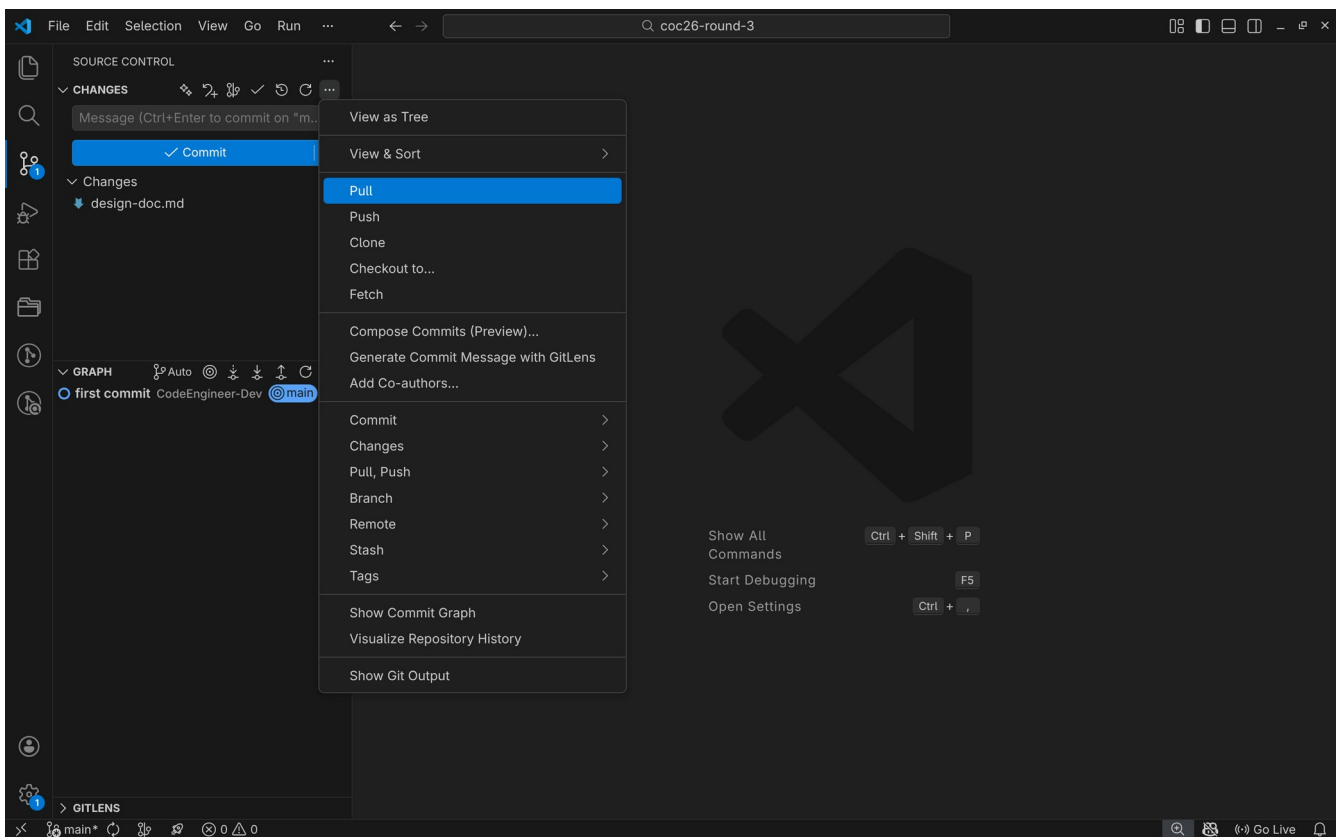 File Edit Selection View Go Run ···
coc26-round-3
SOURCE CONTROL
CHANGES
Message (Ctrl+Enter to commit on "m...
Commit
Changes
design-doc.md
View as Tree
View & Sort
Pull
Push
Clone
Checkout to...
Fetch
Compose Commits (Preview)...
Generate Commit Message with GitLens
Add Co-authors...
Commit
Changes
Pull, Push
Branch
Remote
Stash
Tags
Show Commit Graph
Visualize Repository History
Show Git Output
GRAPH Auto
first commit CodeEngineer-Dev main
Show All Ctrl + Shift + P
Commands
Start Debugging F5
Open Settings Ctrl + ,
1
1
GITLENS
main* 0 0 Go Live